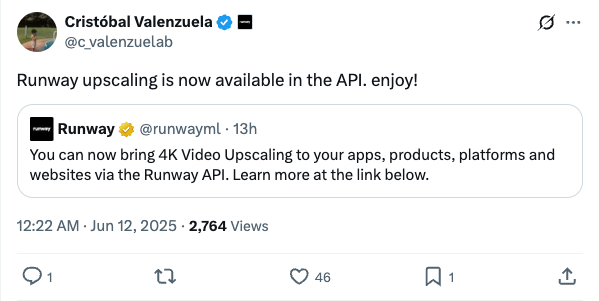 Cristóbal Valenzuela
@c_valenzuelab
Runway upscaling is now available in the API. enjoy!
runway
Runway @runwayml · 13h
You can now bring 4K Video Upscaling to your apps, products, platforms and
websites via the Runway API. Learn more at the link below.
12:22 AM · Jun 12, 2025 · 2,764 Views
1 46 1